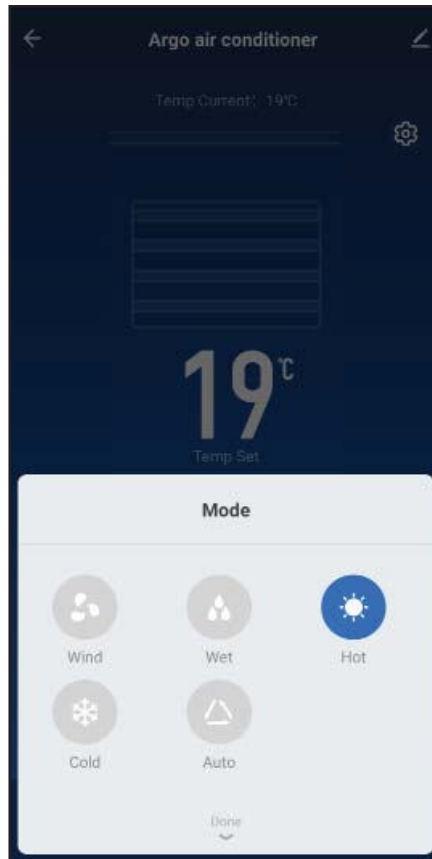 Argo air conditioner
Temp Current: 19°C
19°C
Temp Set
Mode
Wind
Wet
Hot
Cold
Auto
Done